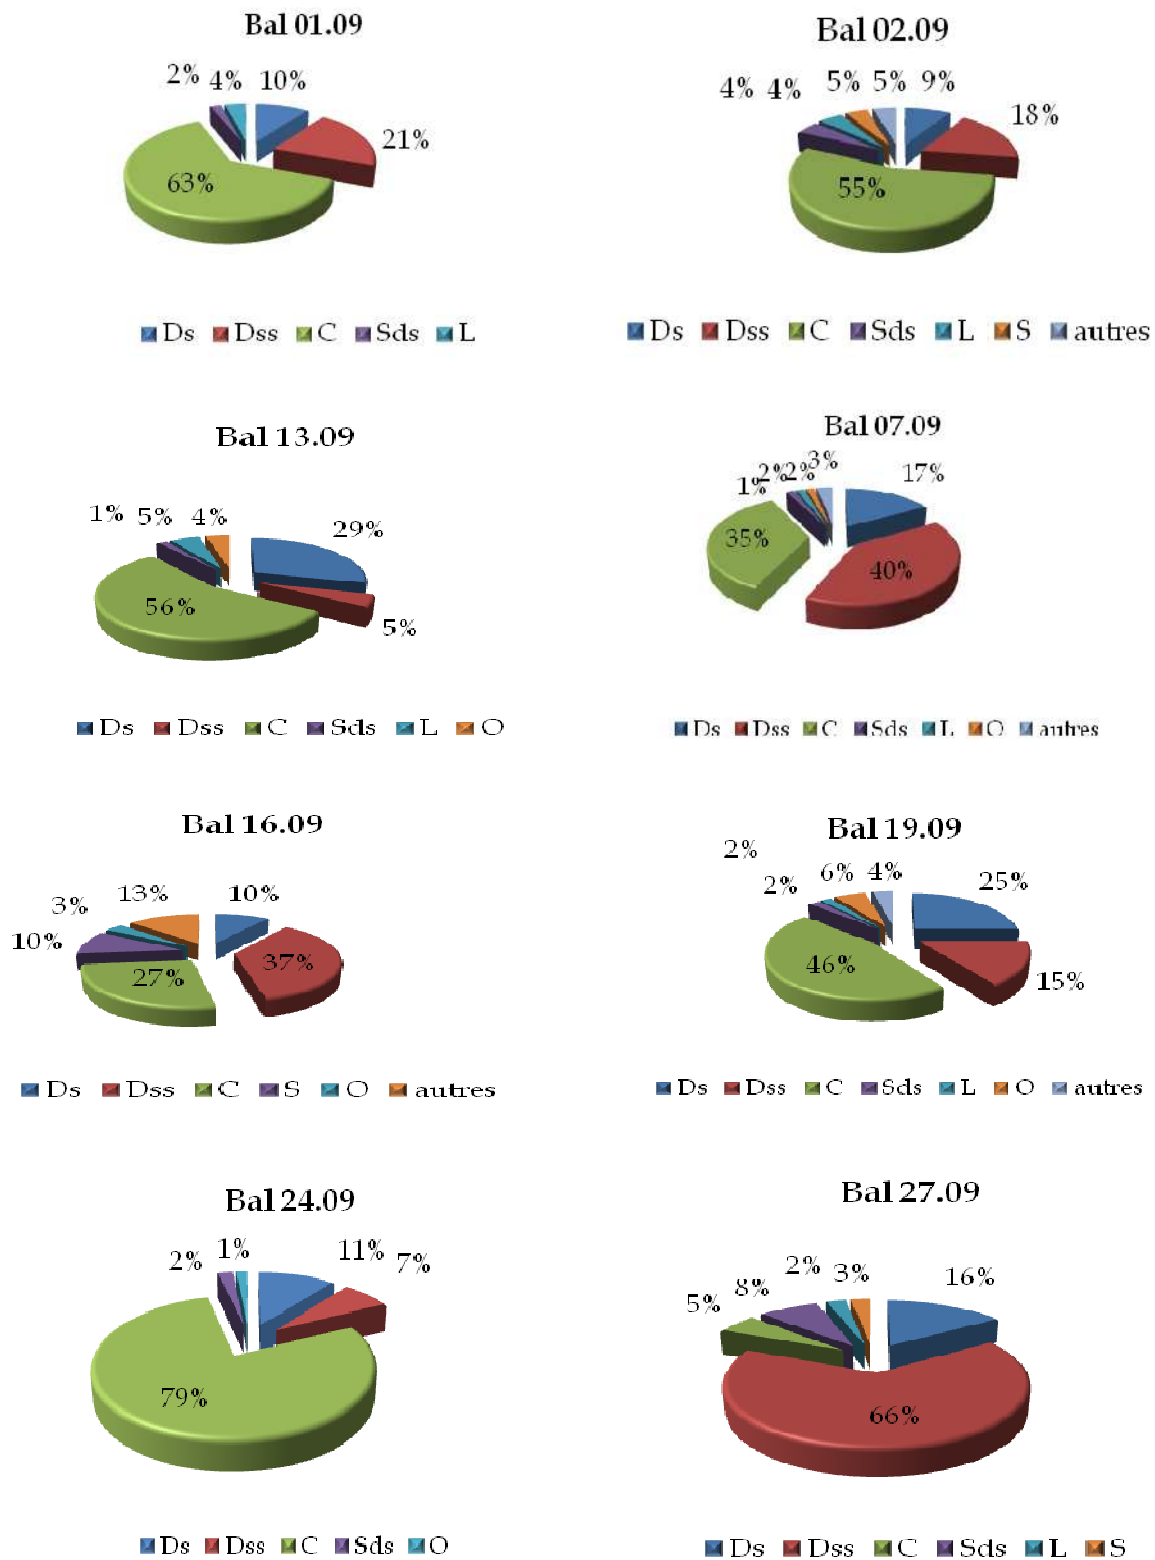 Bal 01.09
2% 4% 10%
21%
63%
Ds Dss C Sds L
Bal 02.09
4% 4% 5% 5% 9%
18%
55%
Ds Dss C Sds L S autres
Bal 13.09
1% 5% 4% 29%
56%
5%
Ds Dss C Sds L O
Bal 07.09
1% 2% 2% 3% 17%
35%
40%
Ds Dss C Sds L O autres
Bal 16.09
3% 13% 10%
10%
27% 37%
Ds Dss C S O autres
Bal 19.09
2%
2% 6% 4% 25%
46%
15%
Ds Dss C Sds L O autres
Bal 24.09
2% 1% 11% 7%
79%
Ds Dss C Sds O
Bal 27.09
5% 8% 2% 3% 16%
66%
Ds Dss C Sds L S